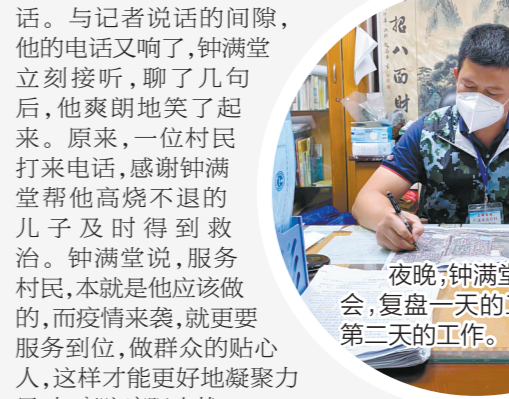 话。与记者说话的间隙，
他的电话又响了，钟满堂
立刻接听，聊了几句
后，他爽朗地笑了起
来。原来，一位村民
打来电话，感谢钟满
堂帮他高烧不退的
儿子及时得到救
治。钟满堂说，服务
村民，本就是他应该做
的，而疫情来袭，就更要
服务到位，做群众的贴心
人，这样才能更好地凝聚力
招八面财
夜晚，钟满堂
会，复盘一天的工
第二天的工作。